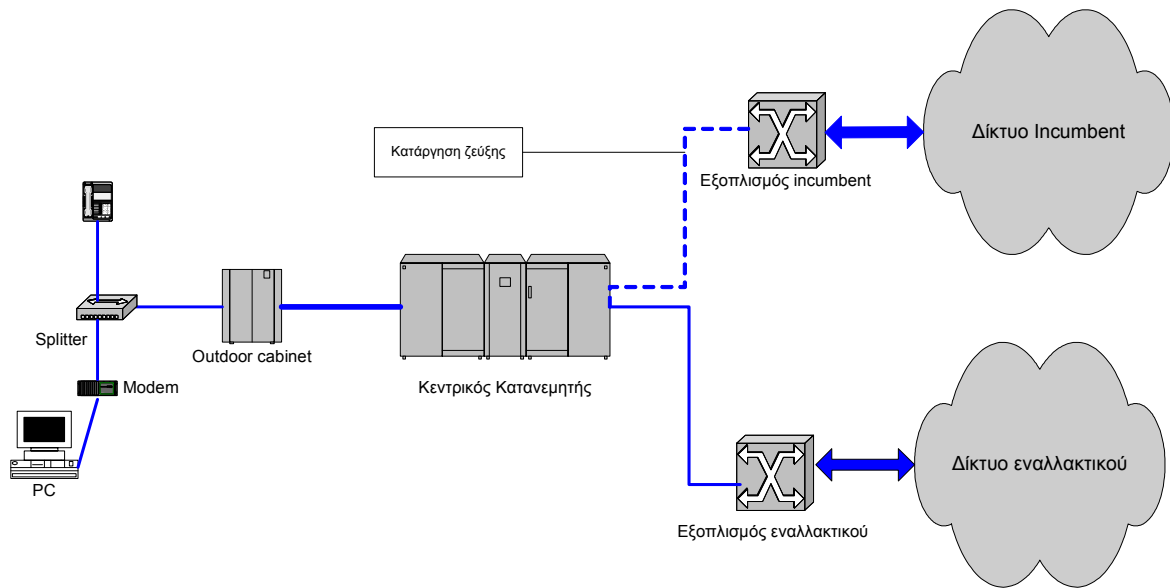 Δίκτυο Incumbent
Κατάργηση ζεύξης
Εξοπλισμός incumbent
Splitter
Outdoor cabinet
Modem
Κεντρικός Κατανεμητής
PC
Δίκτυο εναλλακτικού
Εξοπλισμός εναλλακτικού